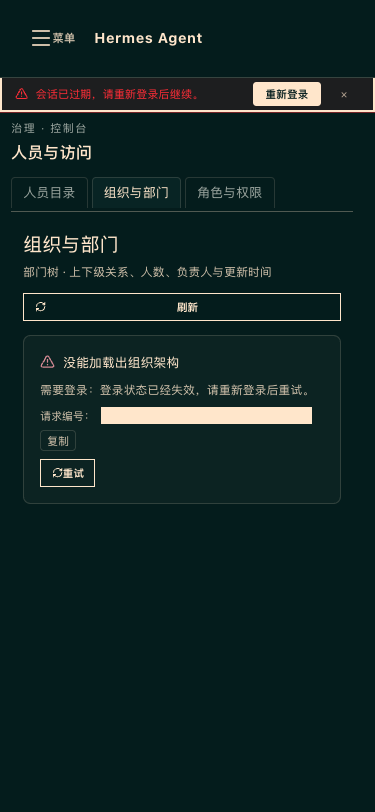 菜单 Hermes Agent
会话已过期，请重新登录后继续。 重新登录 ×
治理 · 控制台
人员与访问
人员目录 组织与部门 角色与权限
组织与部门
部门树 · 上下级关系、人数、负责人与更新时间
刷新
没能加载出组织架构
需要登录：登录状态已经失效，请重新登录后重试。
请求编号：
复制
重试